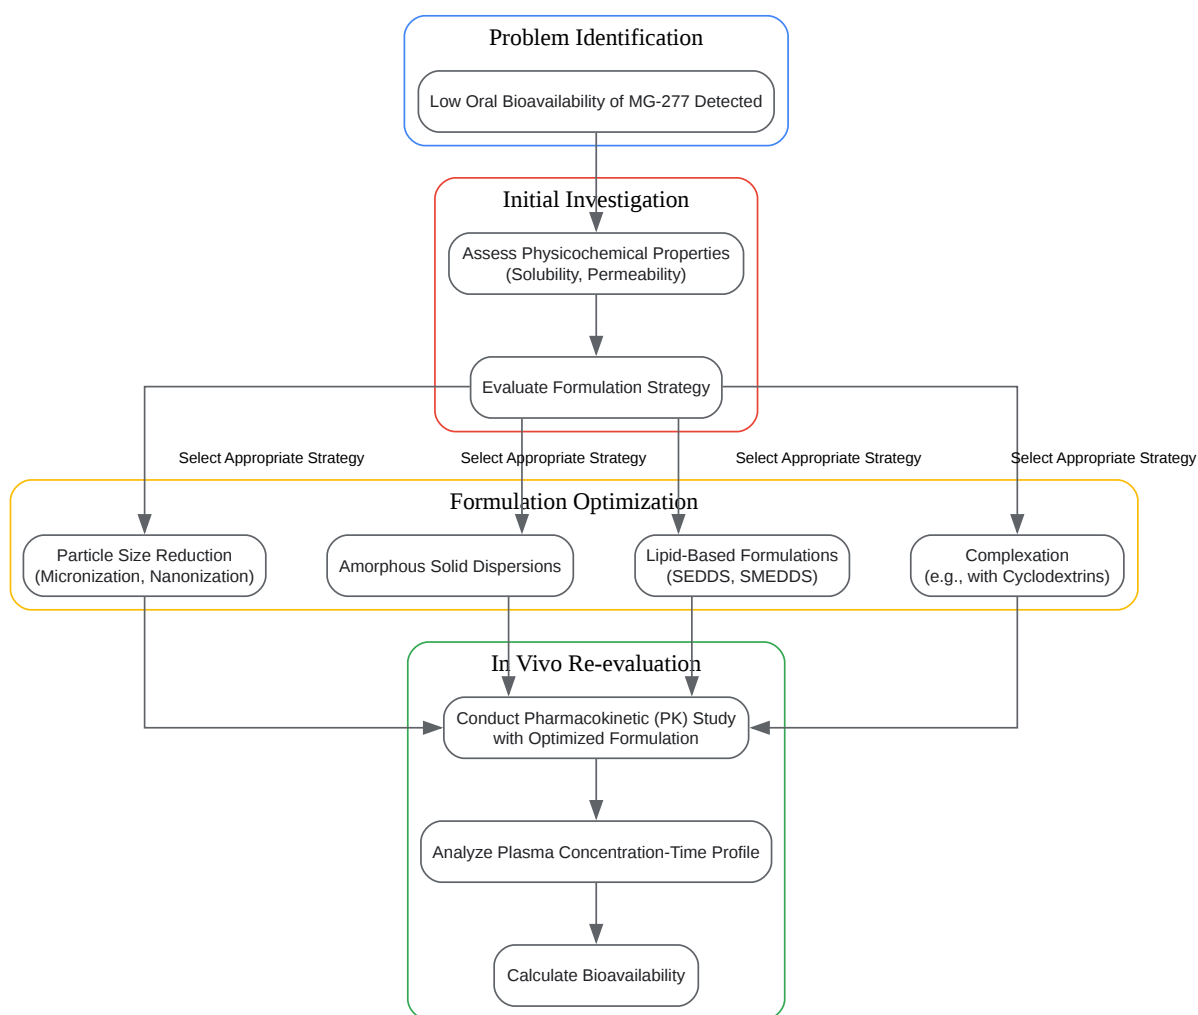 Problem Identification
Low Oral Bioavailability of MG-277 Detected
Initial Investigation
Assess Physicochemical Properties
(Solubility, Permeability)
Evaluate Formulation Strategy
Select Appropriate Strategy
Select Appropriate Strategy
Select Appropriate Strategy
Select Appropriate Strategy
Formulation Optimization
Particle Size Reduction
(Micronization, Nanonization)
Amorphous Solid Dispersions
Lipid-Based Formulations
(SEDDS, SMEDDS)
Complexation
(e.g., with Cyclodextrins)
In Vivo Re-evaluation
Conduct Pharmacokinetic (PK) Study
with Optimized Formulation
Analyze Plasma Concentration-Time Profile
Calculate Bioavailability